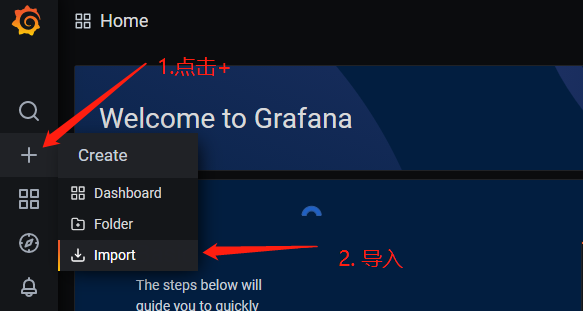 Home
1.点击+
Welcome to Grafana
Create
Dashboard
Folder
Import
2. 导入
The steps below will
guide you to quickly